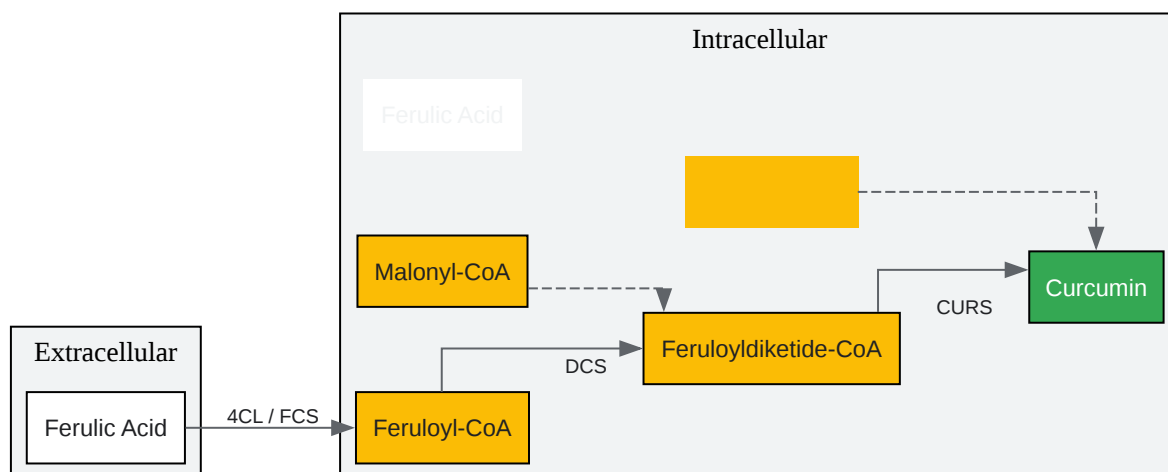 Intracellular
Ferulic Acid
Malonyl-CoA
Curcumin
CURS
Feruloyldiketide-CoA
Extracellular
DCS
Ferulic Acid
4CL / FCS
Feruloyl-CoA